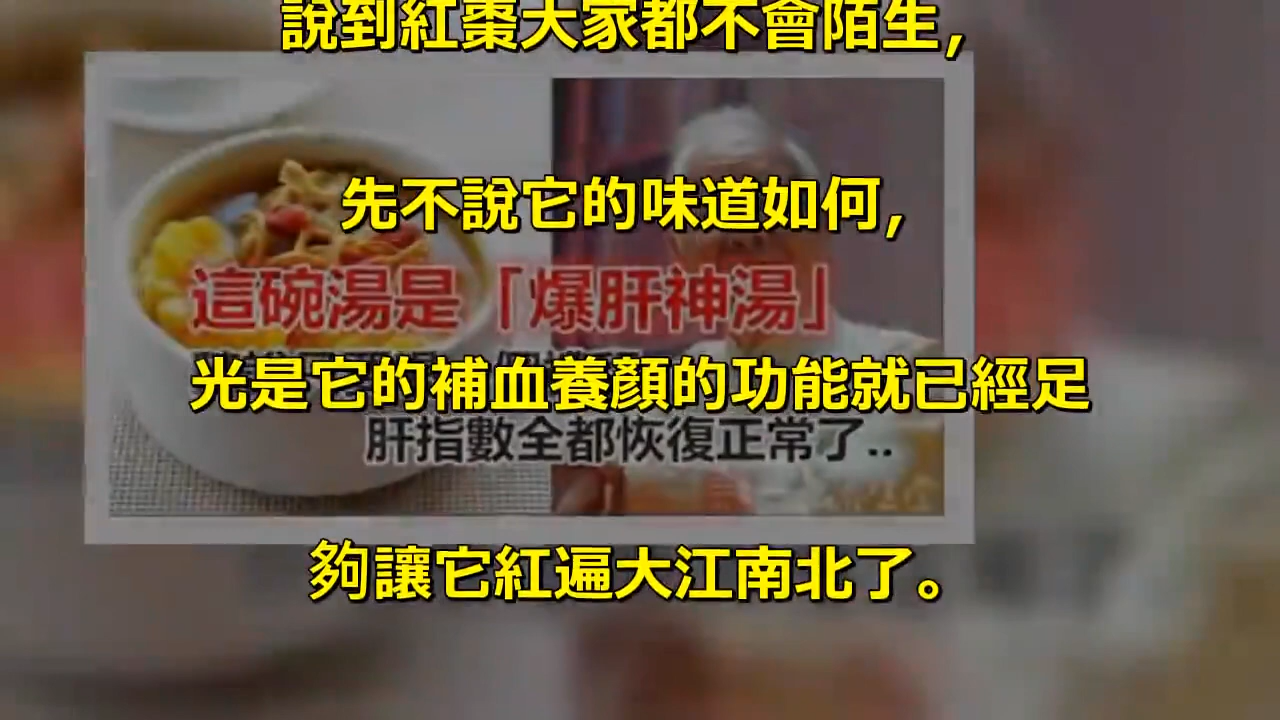 說到紅棗大家都不會陌生，
先不說它的味道如何，
這碗湯是「爆肝神湯」
光是它的補血養顏的功能就已經足
肝指數全都恢復正常了..
夠讓它紅遍大江南北了。